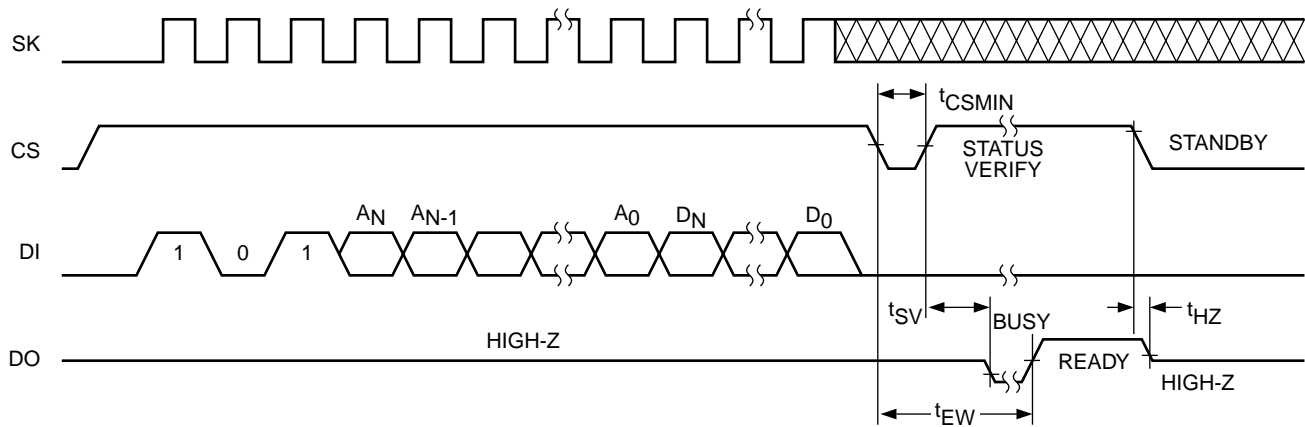 SK
CS
tCSMIN
STATUS
VERIFY
STANDBY
DI
1
0
1
AN
AN-1
A0
DN
D0
DO
HIGH-Z
tSV
BUSY
READY
tHZ
HIGH-Z
tEW